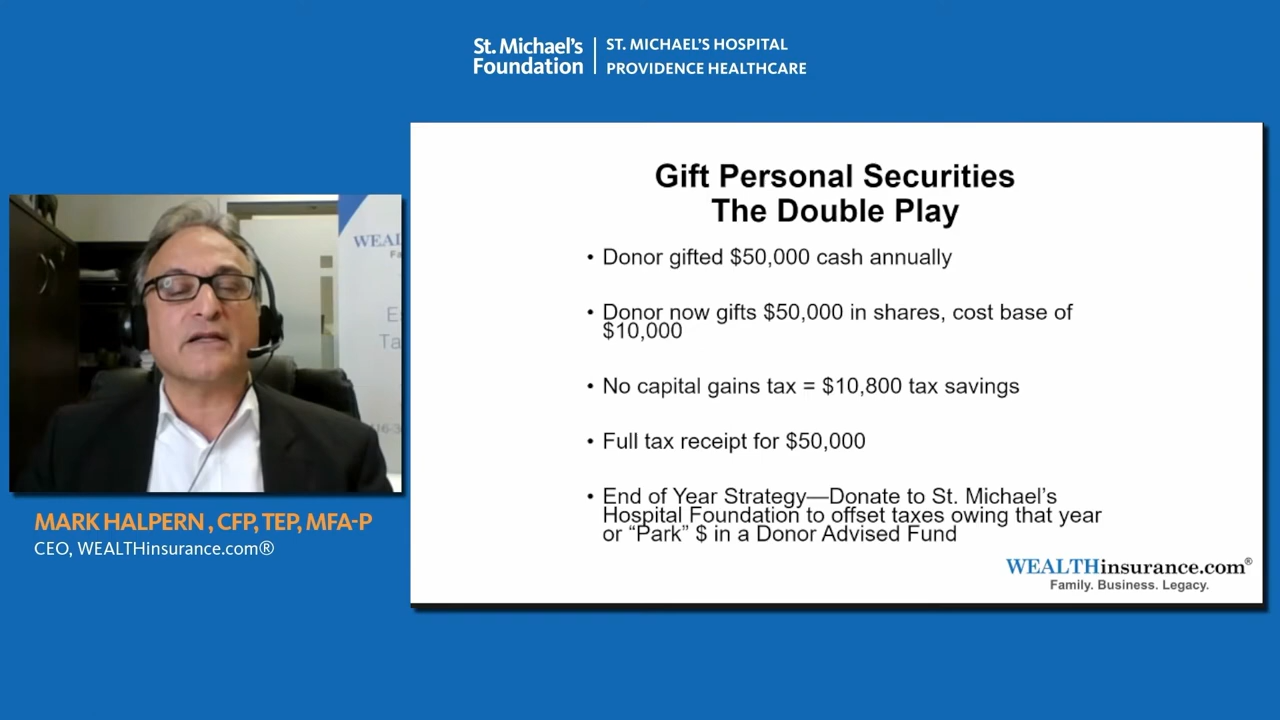 St. Michael's
Foundation
ST. MICHAEL'S HOSPITAL
PROVIDENCE HEALTHCARE
Gift Personal Securities
The Double Play
• Donor gifted $50,000 cash annually
• Donor now gifts $50,000 in shares, cost base of
$10,000
• No capital gains tax = $10,800 tax savings
• Full tax receipt for $50,000
• End of Year Strategy—Donate to St. Michael's
Hospital Foundation to offset taxes owing that year
or “Park” $ in a Donor Advised Fund
WEALTHinsurance.com®
Family. Business. Legacy.
WEAL
Fa
E
Ta
MARK HALPERN , CFP, TEP, MFA-P
CEO, WEALTHinsurance.com®